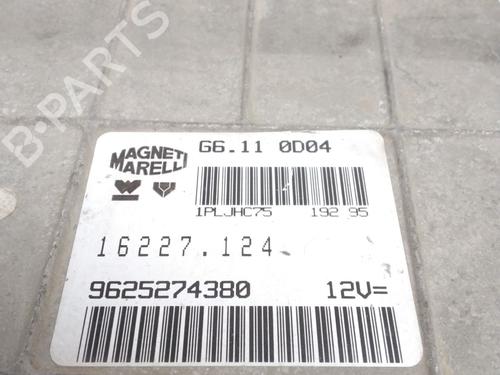 B-PARTS
MAGNETI MARELLI
G6.11 0D04
1PLJHC75 192 95
16227.124
9625274380 12V=